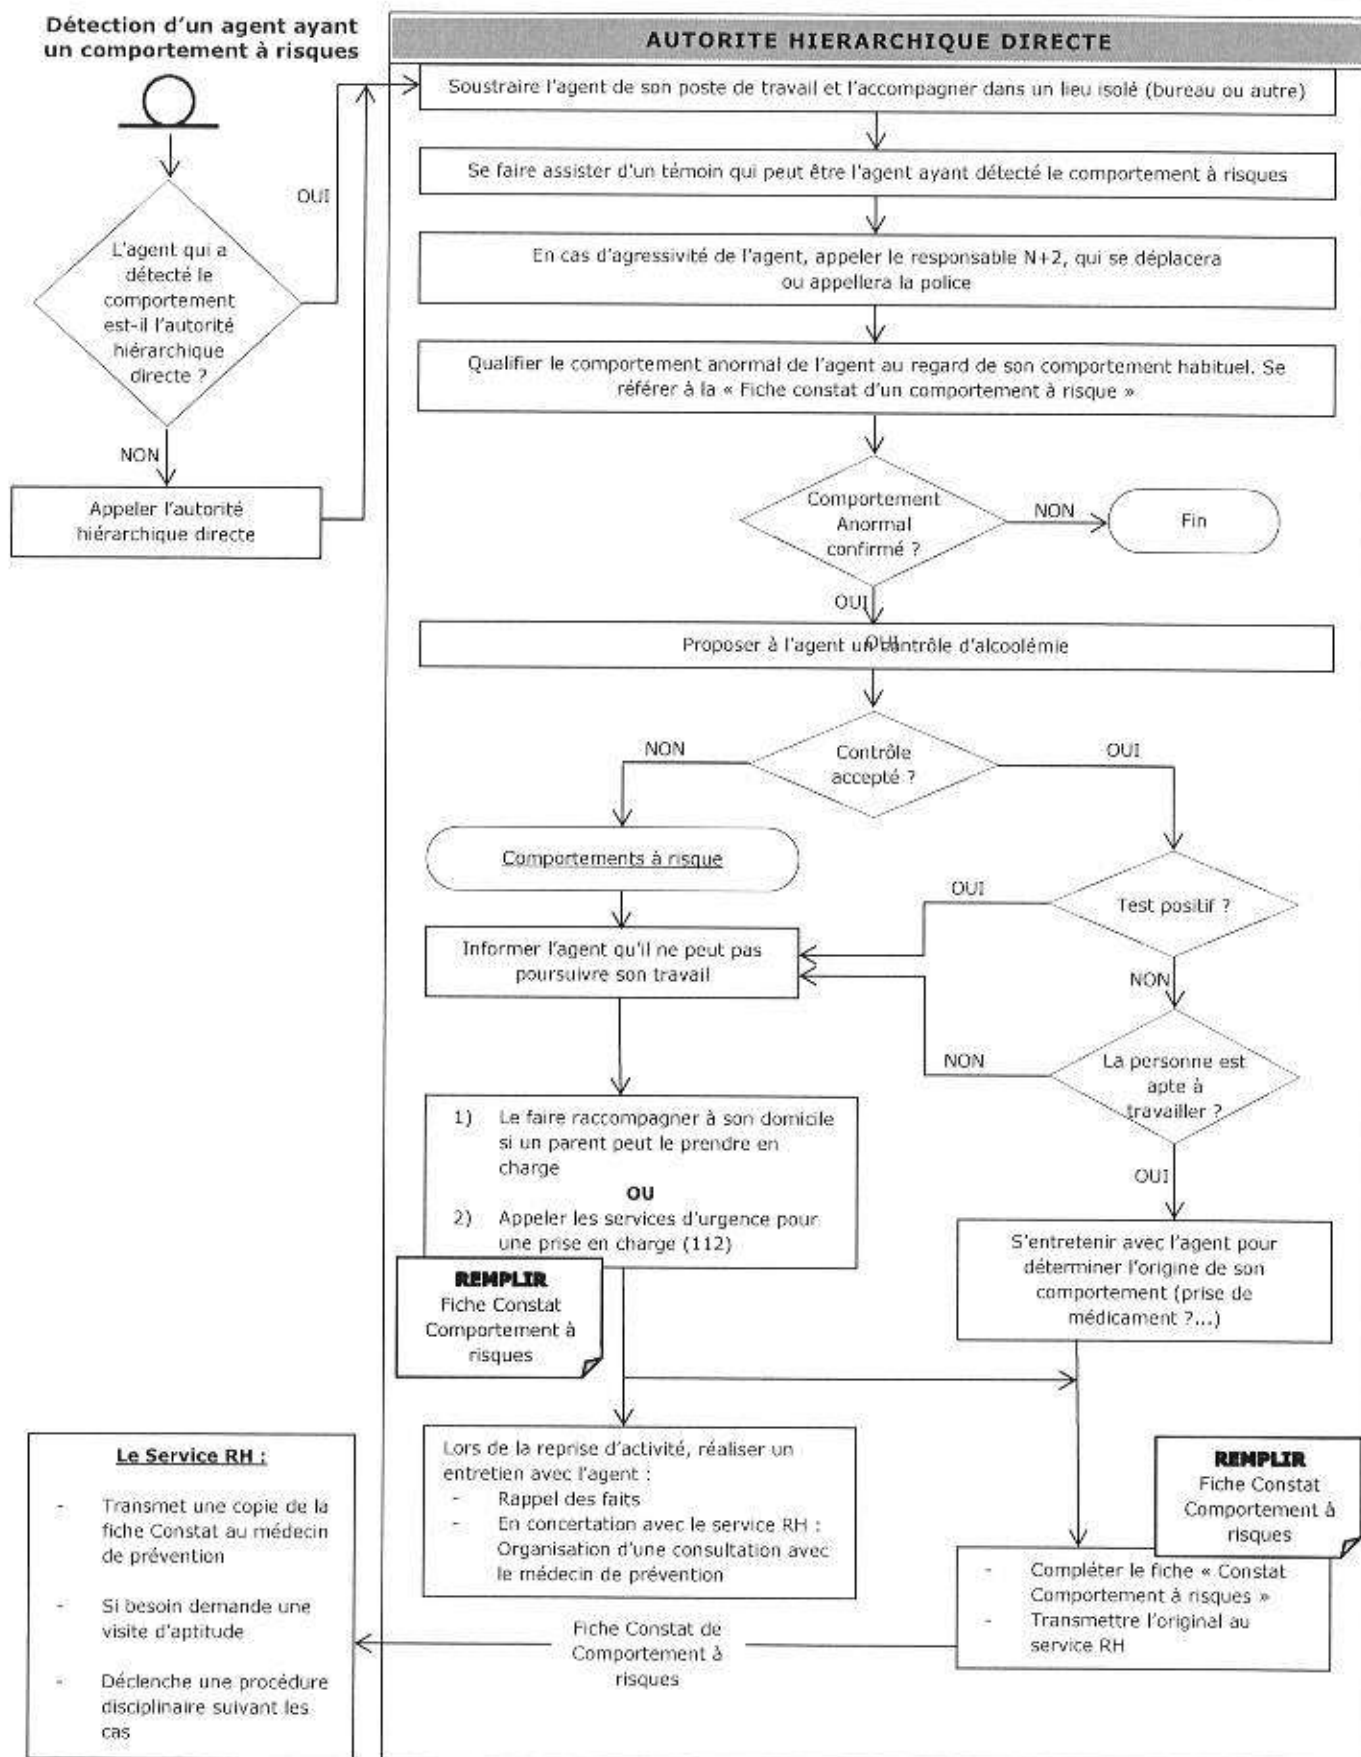 Détection d'un agent ayant
un comportement à risques
AUTORITE HIERARCHIQUE DIRECTE
Soustraire l'agent de son poste de travail et l'accompagner dans un lieu isolé (bureau ou autre)
Se faire assister d'un témoin qui peut être l'agent ayant détecté le comportement à risques
OUI
L'agent qui a
détecté le
comportement
est-il l'autorité
hiérarchique
directe ?
En cas d'agressivité de l'agent, appeler le responsable N+2, qui se déplacera
ou appellera la police
Qualifier le comportement anormal de l'agent au regard de son comportement habituel. Se
référer à la « Fiche constat d'un comportement à risque »
NON
Appeler l'autorité
hiérarchique directe
Comportement
Anormal
confirmé ?
NON
Fin
OUI
OUI
Proposer à l'agent un contrôle d'alcoolémie
Contrôle
accepté ?
NON
OUI
Comportements à risque
OUI
Test positif ?
Informer l'agent qu'il ne peut pas
poursuivre son travail
NON
NON
La personne est
apte à
travailler ?
1) Le faire raccompagner à son domicile
si un parent peut le prendre en
charge
OU
2) Appeler les services d'urgence pour
une prise en charge (112)
OUI
REMPLIR
Fiche Constat
Comportement à
risques
S'entretenir avec l'agent pour
déterminer l'origine de son
comportement (prise de
médicament ?...)
Lors de la reprise d'activité, réaliser un
entretien avec l'agent :
- Rappel des faits
- En concertation avec le service RH :
Organisation d'une consultation avec
le médecin de prévention
REMPLIR
Fiche Constat
Comportement à
risques
- Compléter le fiche « Constat
Comportement à risques »
- Transmettre l'original au
service RH
Fiche Constat de
Comportement à
risques
Le Service RH :
- Transmet une copie de la
fiche Constat au médecin
de prévention
- Si besoin demande une
visite d'aptitude
- Déclenche une procédure
disciplinaire suivant les
cas